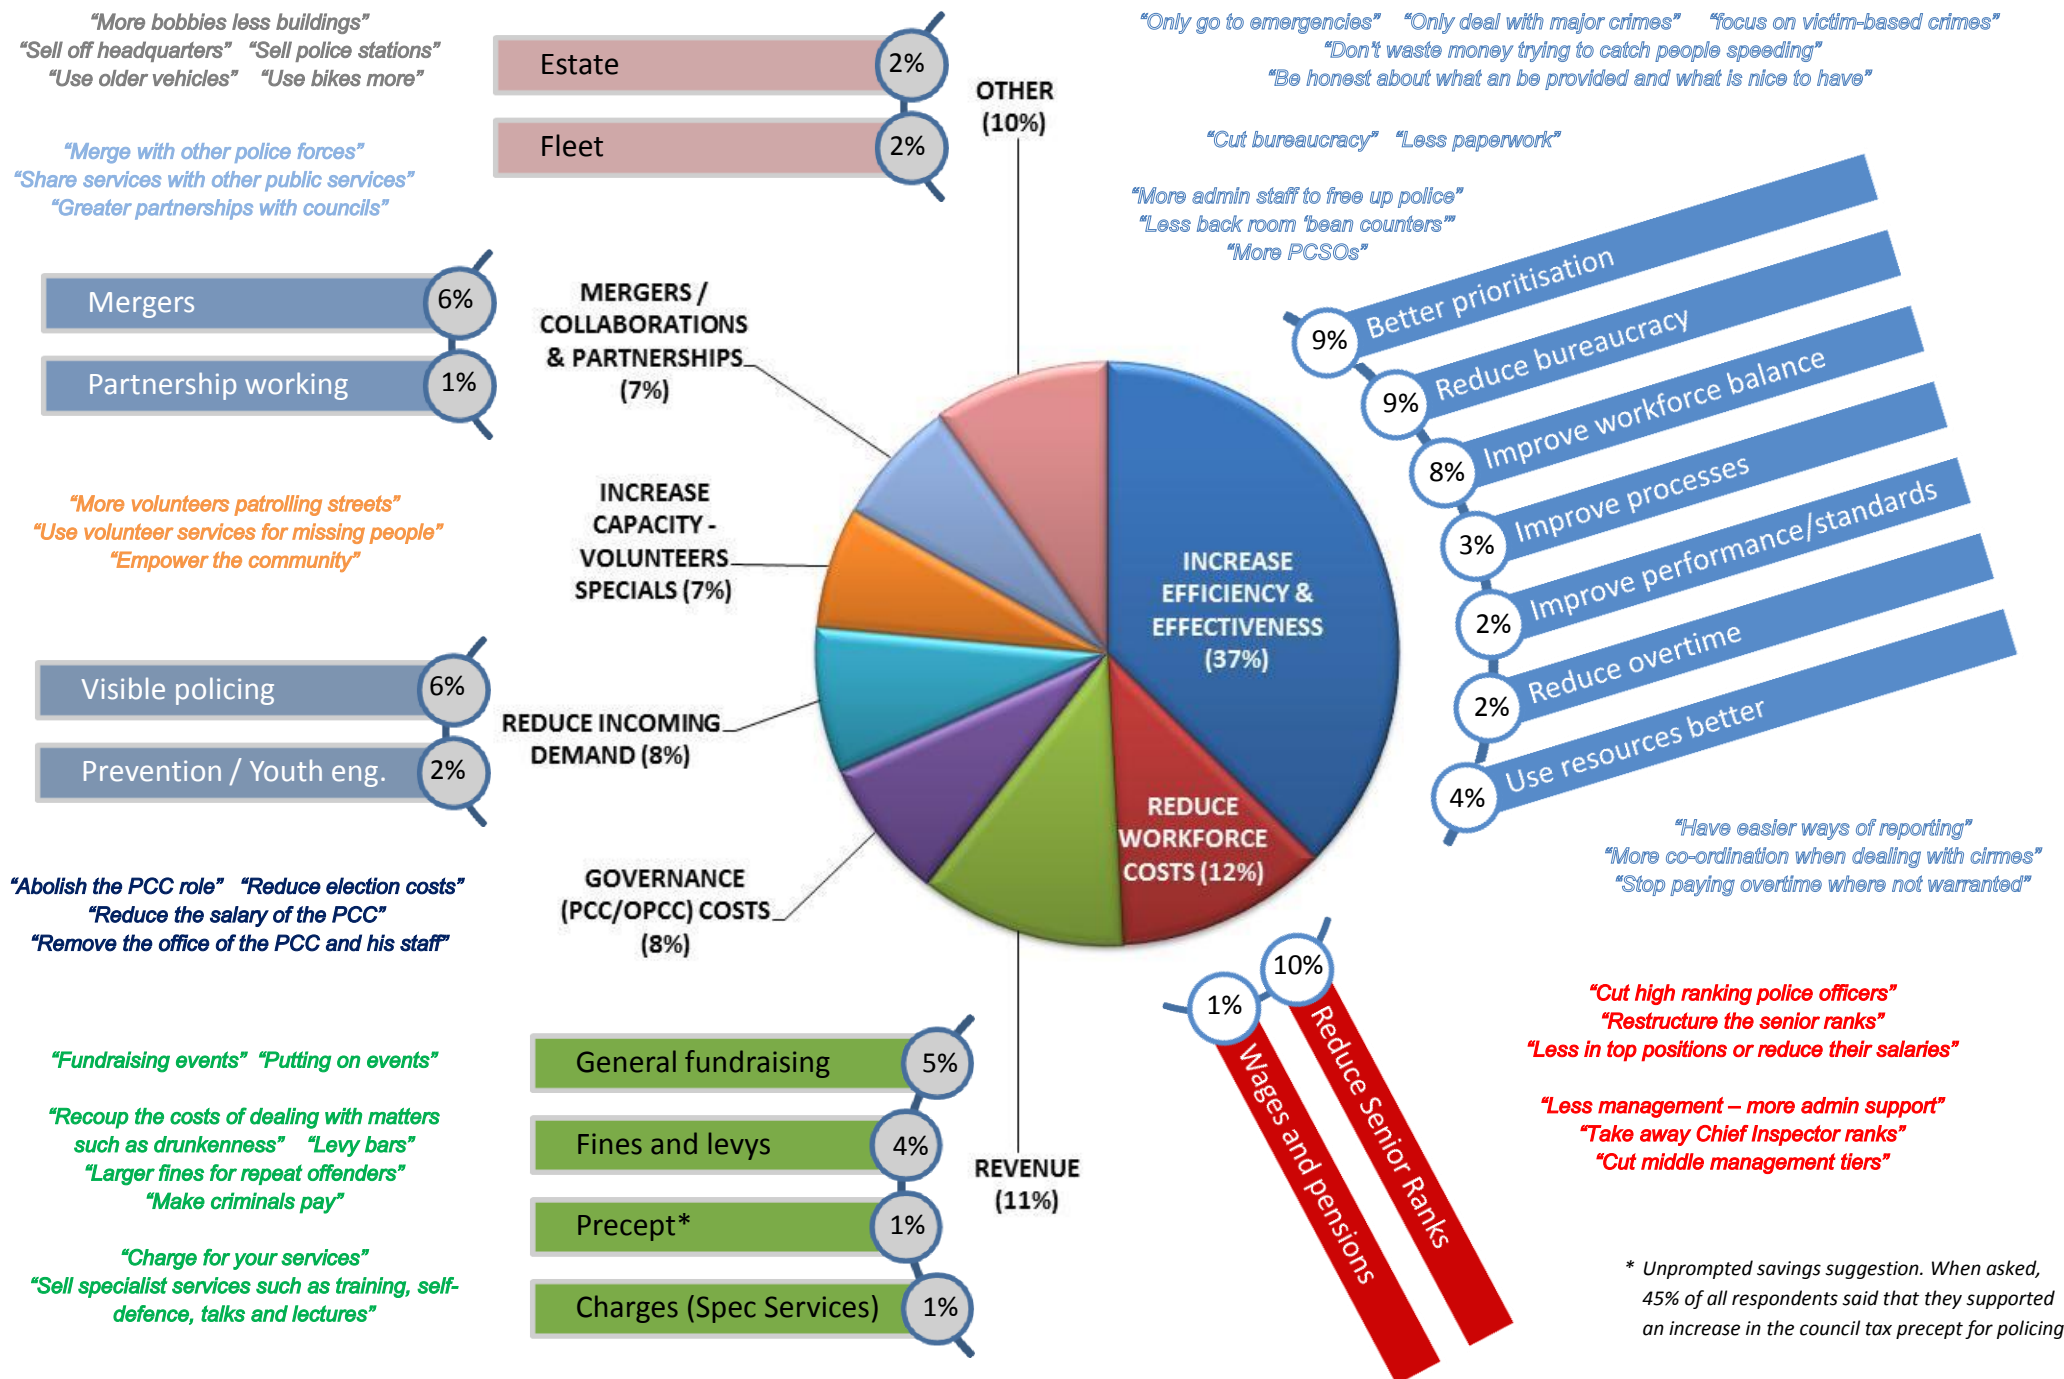 “More bobbies less buildings”
“Sell off headquarters” “Sell police stations”
“Use older vehicles” “Use bikes more”
Estate
2%
Fleet
2%
OTHER
(10%)
“Only go to emergencies” “Only deal with major crimes” “focus on victim-based crimes”
“Don’t waste money trying to catch people speeding”
“Be honest about what an be provided and what is nice to have”
“Cut bureaucracy” “Less paperwork”
“More admin staff to free up police”
“Less back room ‘bean counters’”
“More PCSOs”
“Merge with other police forces”
“Share services with other public services”
“Greater partnerships with councils”
Mergers
6%
Partnership working
1%
MERGERS /
COLLABORATIONS
& PARTNERSHIPS
(7%)
9%
Better prioritisation
9%
Reduce bureaucracy
8%
Improve workforce balance
3%
Improve processes
2%
Improve performance/standards
2%
Reduce overtime
4%
Use resources better
“More volunteers patrolling streets”
“Use volunteer services for missing people”
“Empower the community”
INCREASE
CAPACITY -
VOLUNTEERS
SPECIALS (7%)
INCREASE
EFFICIENCY &
EFFECTIVENESS
(37%)
Visible policing
6%
Prevention / Youth eng.
2%
REDUCE INCOMING
DEMAND (8%)
REDUCE
WORKFORCE
COSTS (12%)
“Have easier ways of reporting”
“More co-ordination when dealing with cirmes”
“Stop paying overtime where not warranted”
“Abolish the PCC role” “Reduce election costs”
“Reduce the salary of the PCC”
“Remove the office of the PCC and his staff”
GOVERNANCE
(PCC/OPCC) COSTS
(8%)
1%
Wages and pensions
10%
Reduce Senior Ranks
“Cut high ranking police officers”
“Restructure the senior ranks”
“Less in top positions or reduce their salaries”
“Less management – more admin support”
“Take away Chief Inspector ranks”
“Cut middle management tiers”
“Fundraising events” “Putting on events”
“Recoup the costs of dealing with matters
such as drunkenness” “Levy bars”
“Larger fines for repeat offenders”
“Make criminals pay”
“Charge for your services”
“Sell specialist services such as training, self-
defence, talks and lectures”
General fundraising
5%
Fines and levys
4%
Precept*
1%
Charges (Spec Services)
1%
REVENUE
(11%)
* Unprompted savings suggestion. When asked,
45% of all respondents said that they supported
an increase in the council tax precept for policing